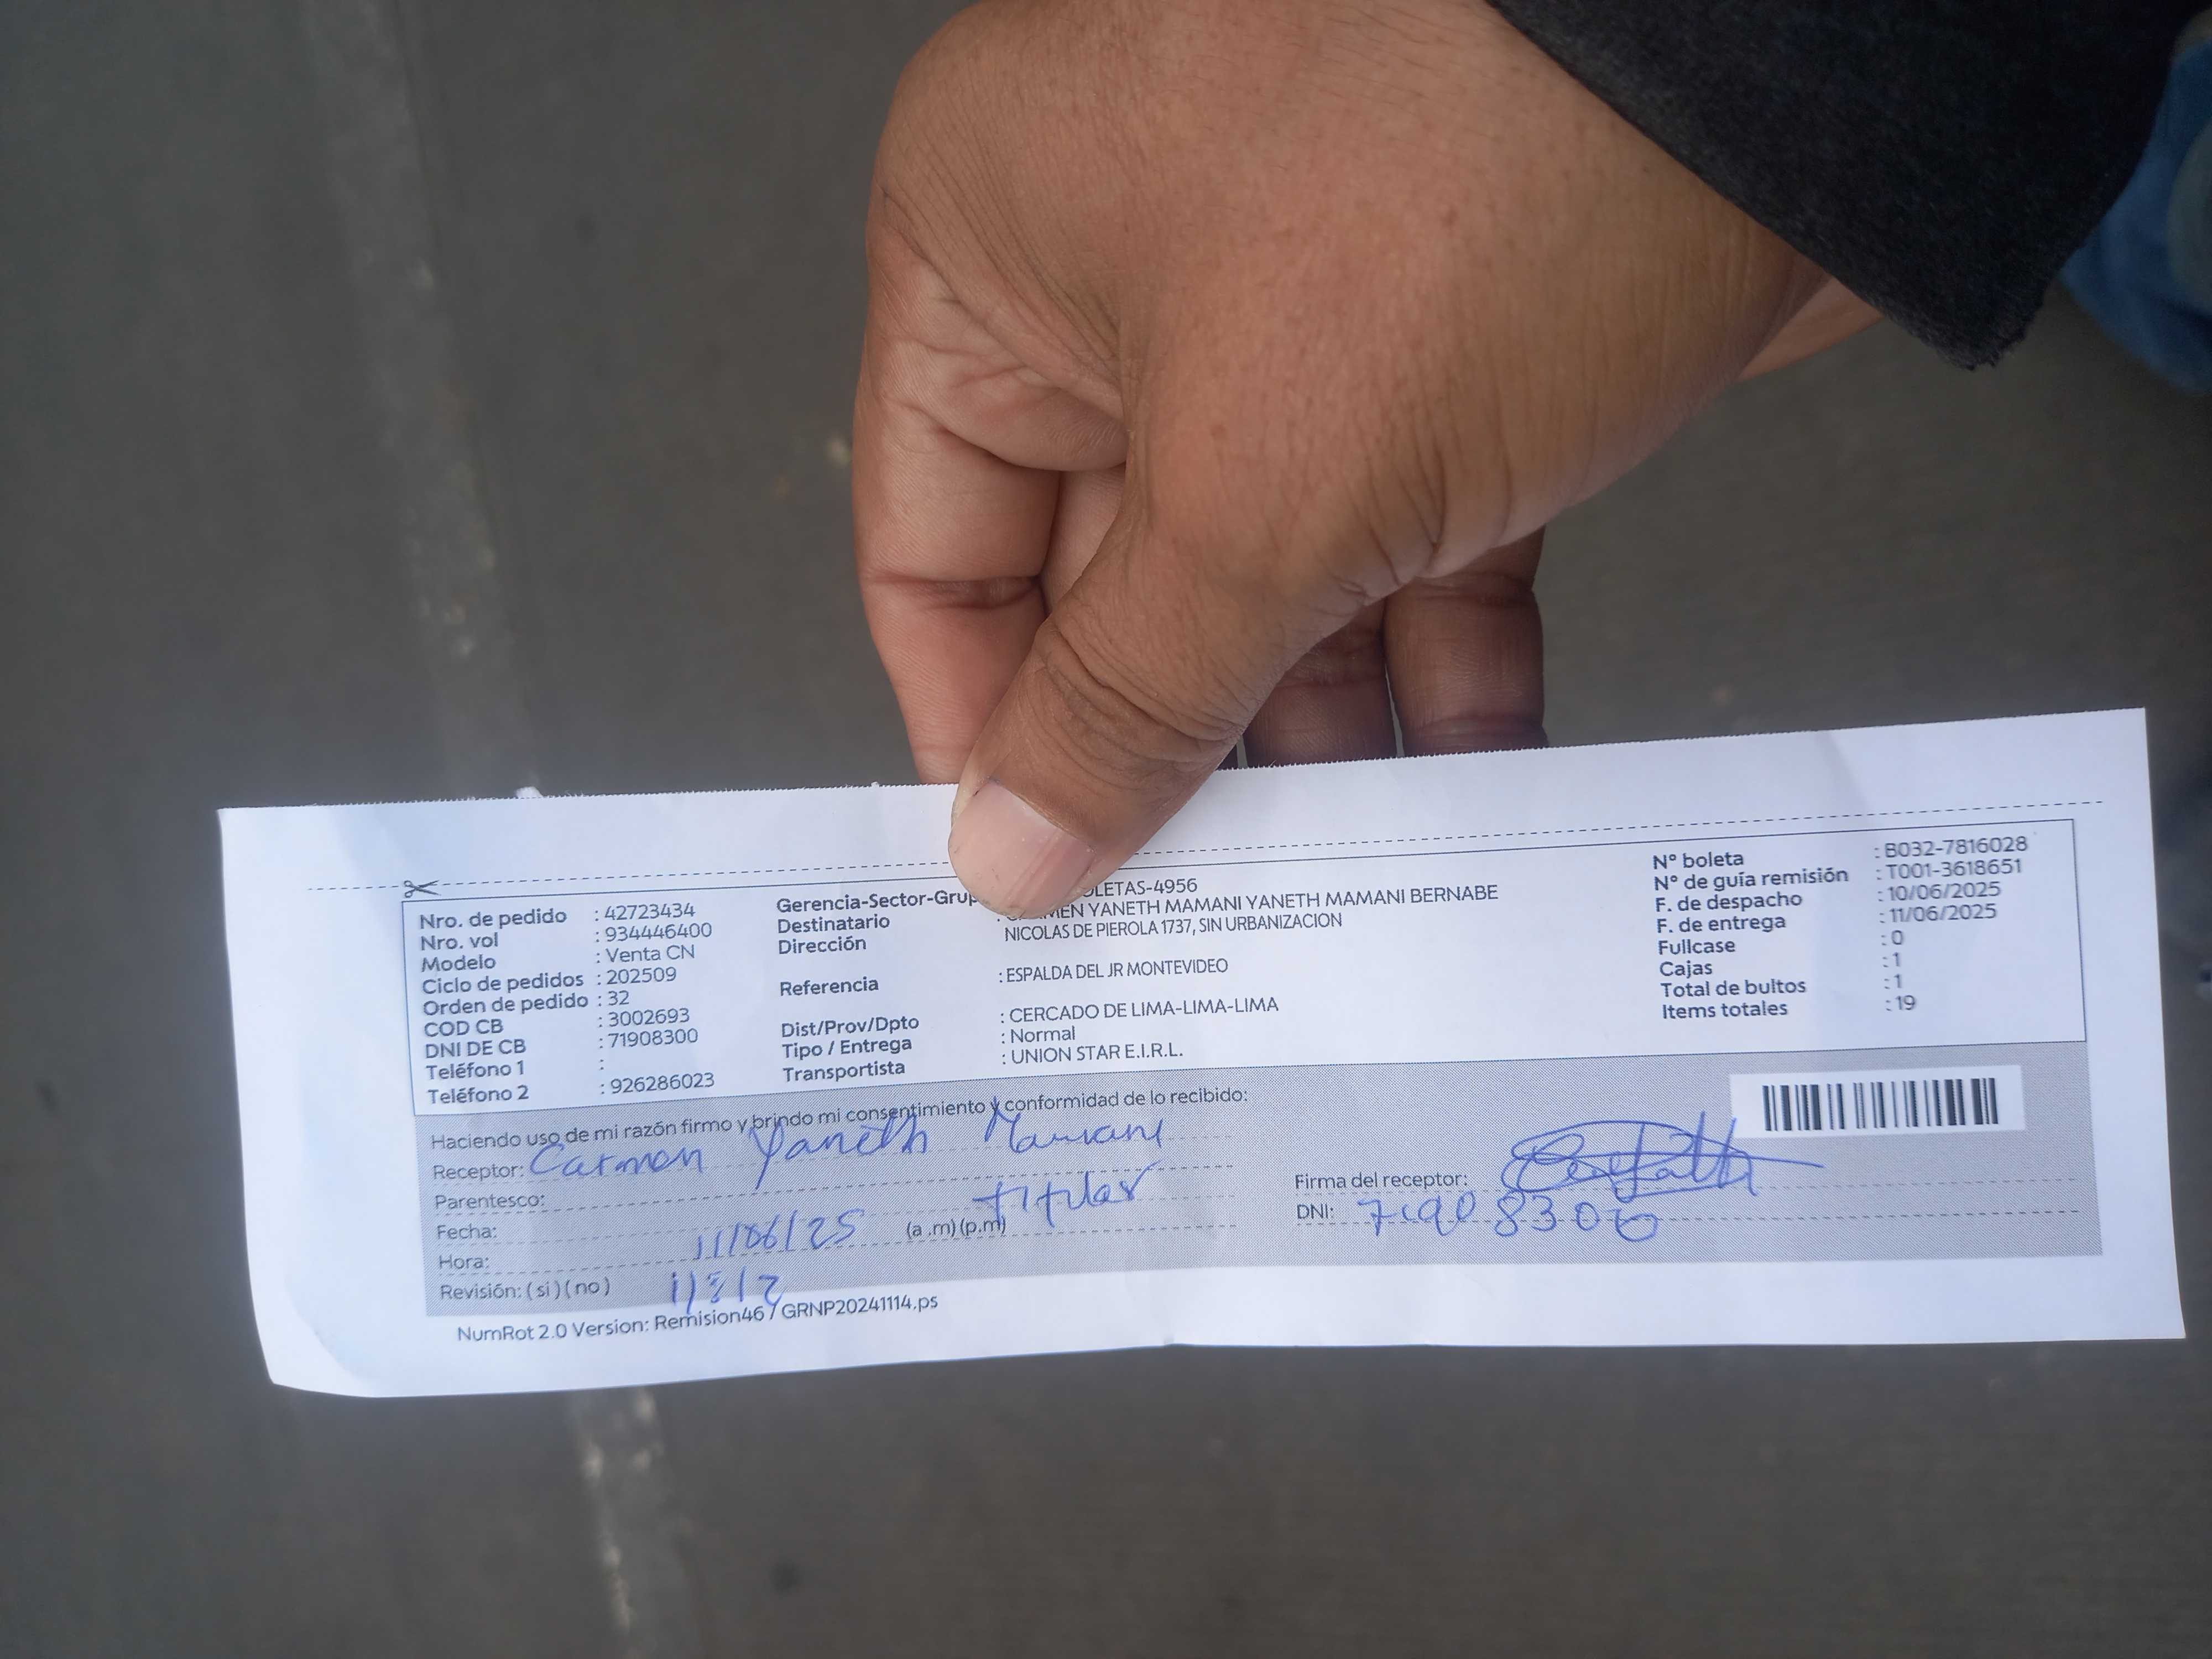 Nro. de pedido : 42723434
Nro. vol : 934446400
Modelo : Venta CN
Ciclo de pedidos : 202509
Orden de pedido : 32
COD CB : 3002693
DNI DE CB : 71908300
Teléfono 1 :
Teléfono 2 : 926286023
Gerencia-Sector-Grup LETAS-4956
Destinatario : YANETH MAMANI YANETH MAMANI BERNABE
Dirección NICOLAS DE PIEROLA 1737, SIN URBANIZACION
Referencia : ESPALDA DEL JR MONTEVIDEO
Dist/Prov/Dpto : CERCADO DE LIMA-LIMA-LIMA
Tipo / Entrega : Normal
Transportista : UNION STAR E.I.R.L.
N° boleta : B032-7816028
N° de guía remisión : T001-3618651
F. de despacho : 10/06/2025
F. de entrega : 11/06/2025
Fullcase : 0
Cajas : 1
Total de bultos : 1
Items totales : 19
Haciendo uso de mi razón firmo y brindo mi consentimiento y conformidad de lo recibido:
Receptor: Carmen Yaneth Mamani
Parentesco: titular
Fecha: 11/06/25 (a .m) (p.m)
Hora:
Revisión: ( si ) ( no )
Firma del receptor:
DNI: 71908300
NumRot 2.0 Version: Remision46 / GRNP20241114.ps